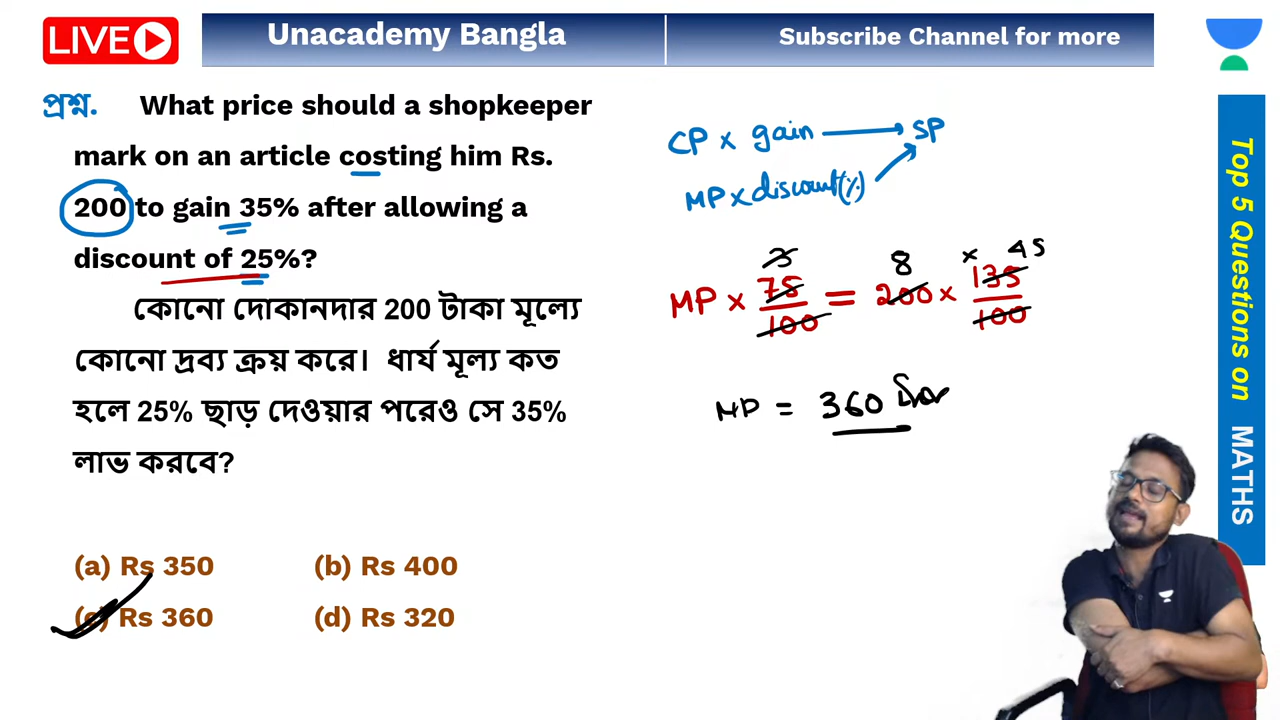 LIVE
Unacademy Bangla
Subscribe Channel for more
প্রশ্ন. What price should a shopkeeper
mark on an article costing him Rs.
200 to gain 35% after allowing a
discount of 25%?
কোনো দোকানদার 200 টাকা মূল্যে
কোনো দ্রব্য ক্রয় করে। ধার্য মূল্য কত
হলে 25% ছাড় দেওয়ার পরেও সে 35%
লাভ করবে?
(a) Rs 350
(b) Rs 400
(c) Rs 360
(d) Rs 320
CP × gain → SP
MP × discount(%)
3 8 × 45
MP × 75/100 = 200 × 135/100
MP = 360
Top 5 Questions on MATHS